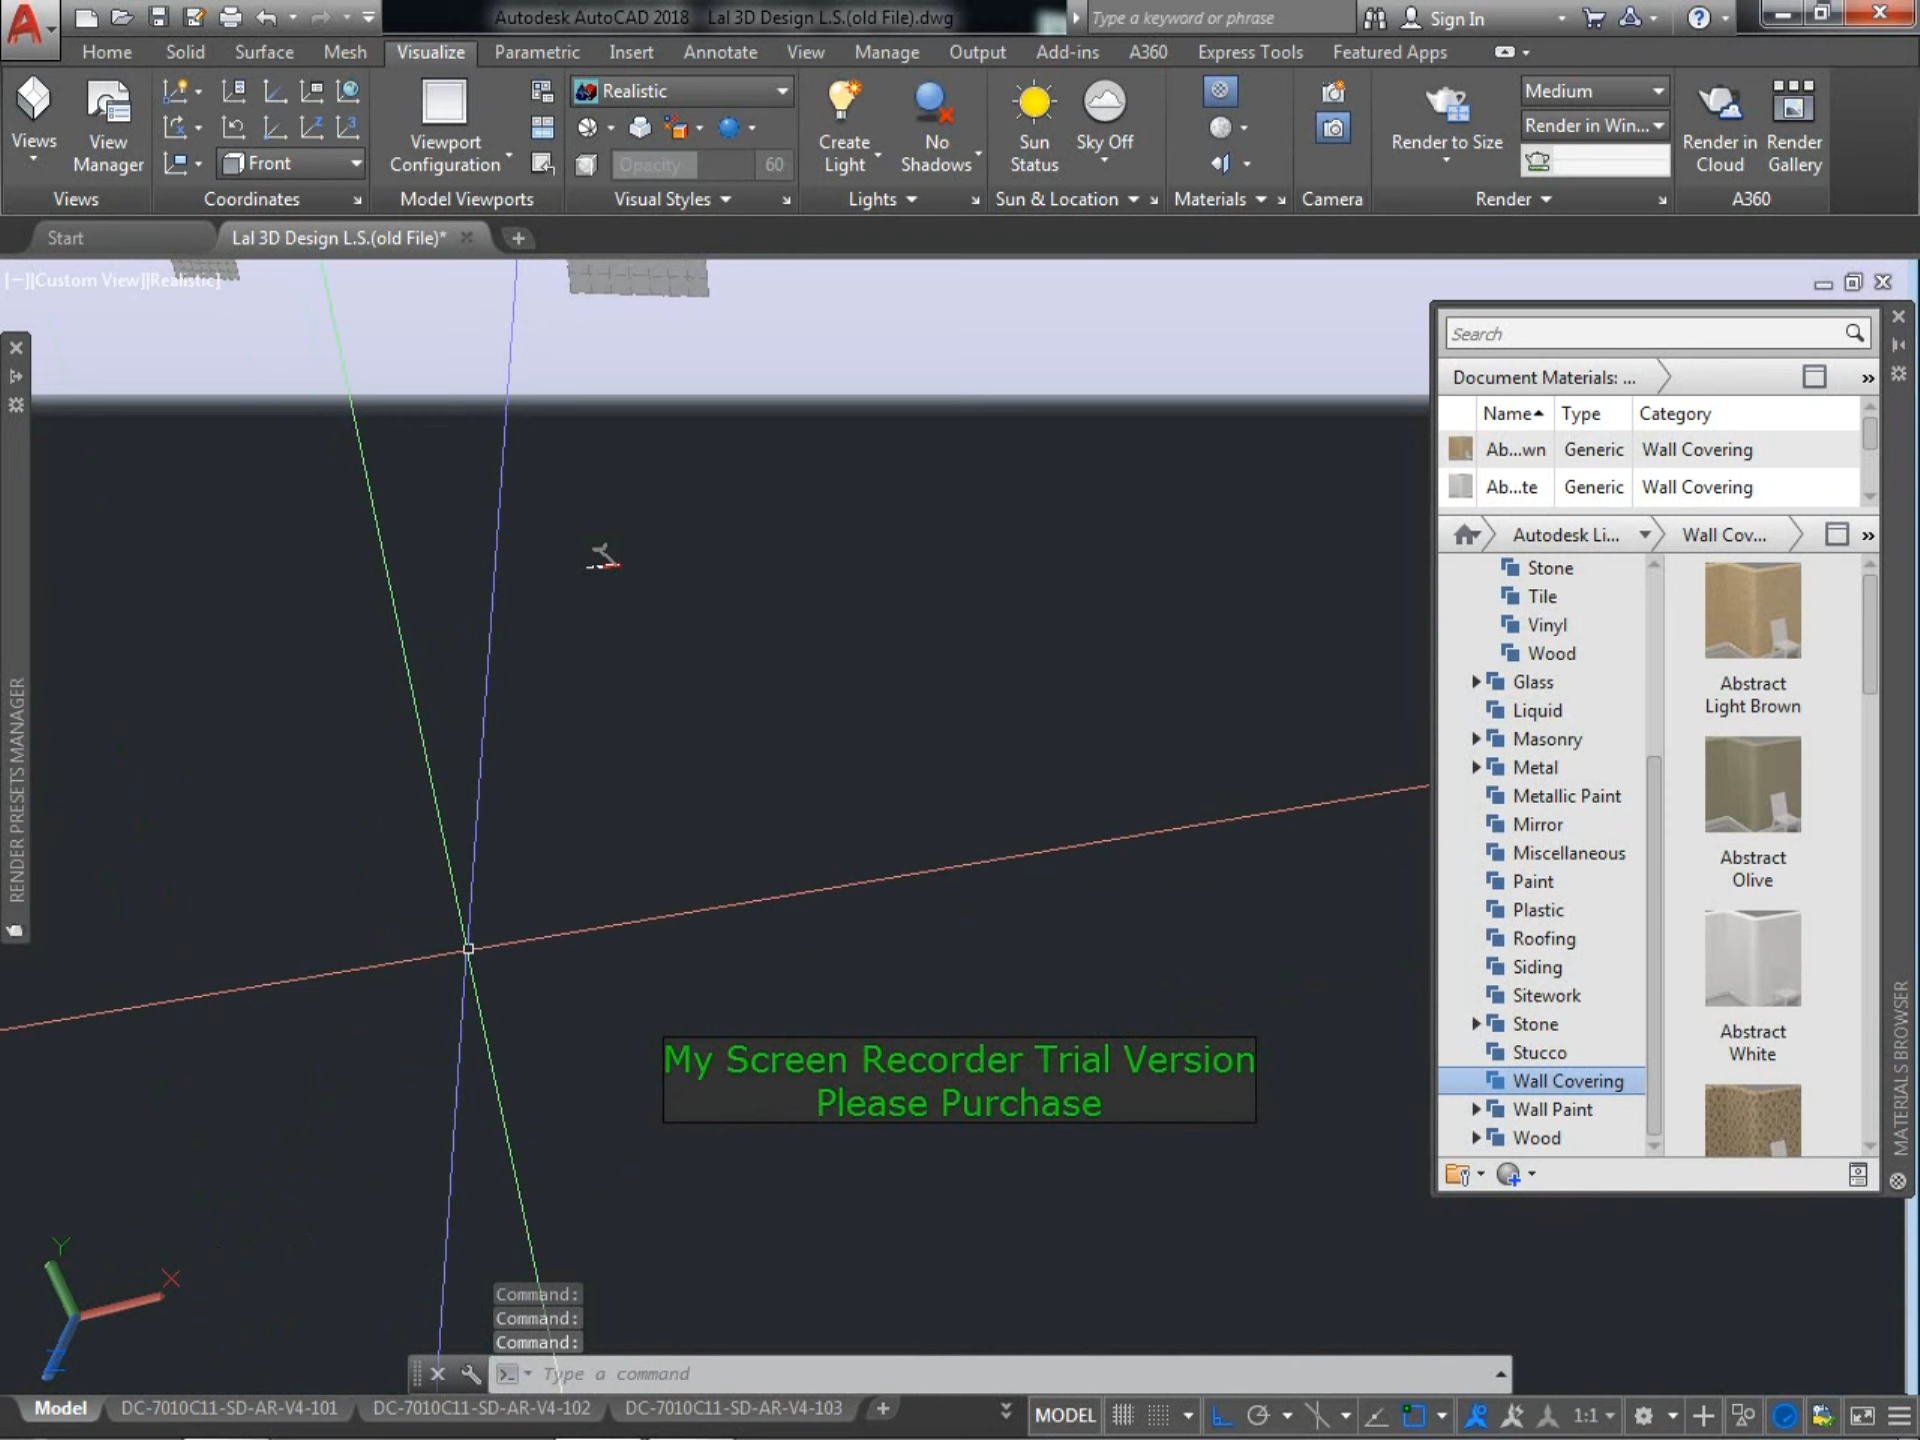 Autodesk AutoCAD 2018 Lal 3D Design L.S.(old File).dwg
Type a keyword or phrase
Sign In
Home Solid Surface Mesh Visualize Parametric Insert Annotate View Manage Output Add-ins A360 Express Tools Featured Apps
Views
View Manager
Front
Viewport Configuration
Realistic
Opacity 60
Create Light
No Shadows
Sun Status
Sky Off
Render to Size
Medium
Render in Win...
Render in Cloud
Render Gallery
Views Coordinates Model Viewports Visual Styles Lights Sun & Location Materials Camera Render A360
Start
Lal 3D Design L.S.(old File)*
[−][Custom View][Realistic]
RENDER PRESETS MANAGER
Search
Document Materials: ...
Name Type Category
Ab...wn Generic Wall Covering
Ab...te Generic Wall Covering
Autodesk Li... Wall Cov...
Stone
Tile
Vinyl
Wood
Glass
Liquid
Masonry
Metal
Metallic Paint
Mirror
Miscellaneous
Paint
Plastic
Roofing
Siding
Sitework
Stone
Stucco
Wall Covering
Wall Paint
Wood
Abstract
Light Brown
Abstract
Olive
Abstract
White
MATERIALS BROWSER
My Screen Recorder Trial Version
Please Purchase
Y
X
Z
Command:
Command:
Command:
Type a command
Model DC-7010C11-SD-AR-V4-101 DC-7010C11-SD-AR-V4-102 DC-7010C11-SD-AR-V4-103
MODEL
1:1